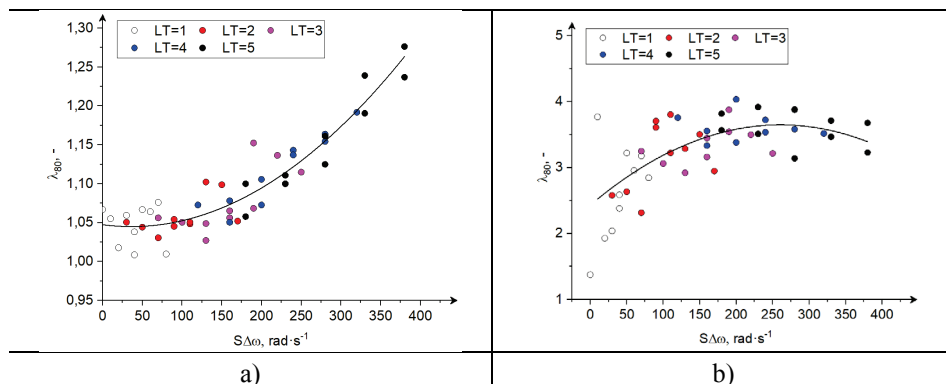 LT=1 LT=2 LT=3
LT=4 LT=5
1,30
1,25
1,20
1,15
1,10
1,05
1,00
0,95
λ-80, -
0 50 100 150 200 250 300 350 400
SΔω, rad·s-1
a)
LT=1 LT=2 LT=3
LT=4 LT=5
5
4
3
2
1
λ-80, -
0 50 100 150 200 250 300 350 400
SΔω, rad·s-1
b)